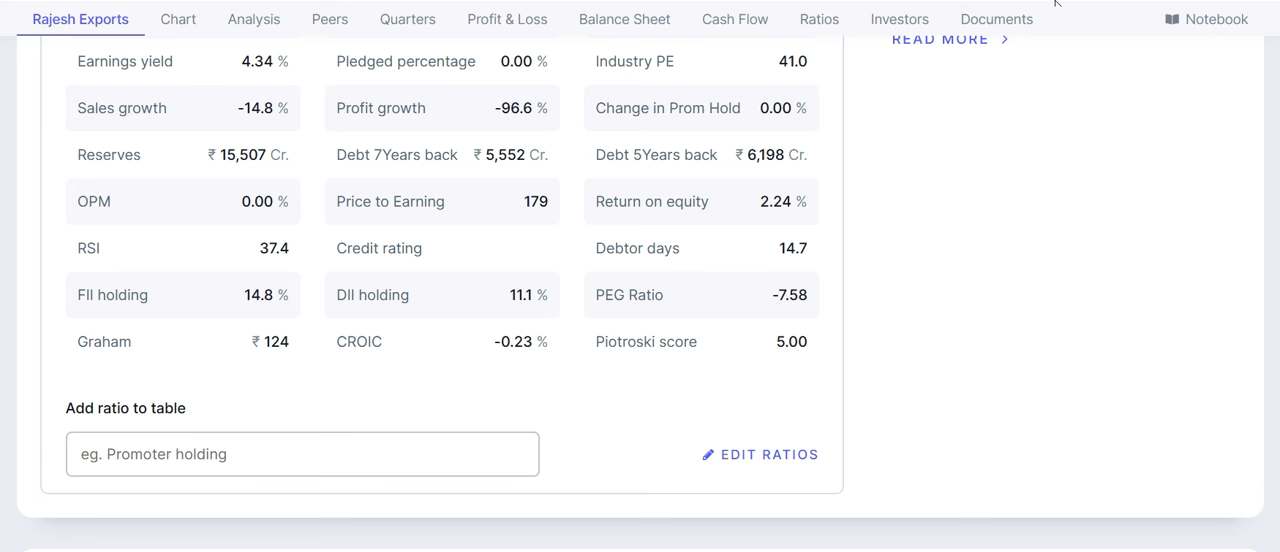 Rajesh Exports Chart Analysis Peers Quarters Profit & Loss Balance Sheet Cash Flow Ratios Investors Documents Notebook
READ MORE
Earnings yield 4.34 % Pledged percentage 0.00 % Industry PE 41.0
Sales growth -14.8 % Profit growth -96.6 % Change in Prom Hold 0.00 %
Reserves ₹ 15,507 Cr. Debt 7Years back ₹ 5,552 Cr. Debt 5Years back ₹ 6,198 Cr.
OPM 0.00 % Price to Earning 179 Return on equity 2.24 %
RSI 37.4 Credit rating Debtor days 14.7
FII holding 14.8 % DII holding 11.1 % PEG Ratio -7.58
Graham ₹ 124 CROIC -0.23 % Piotroski score 5.00
Add ratio to table
eg. Promoter holding EDIT RATIOS